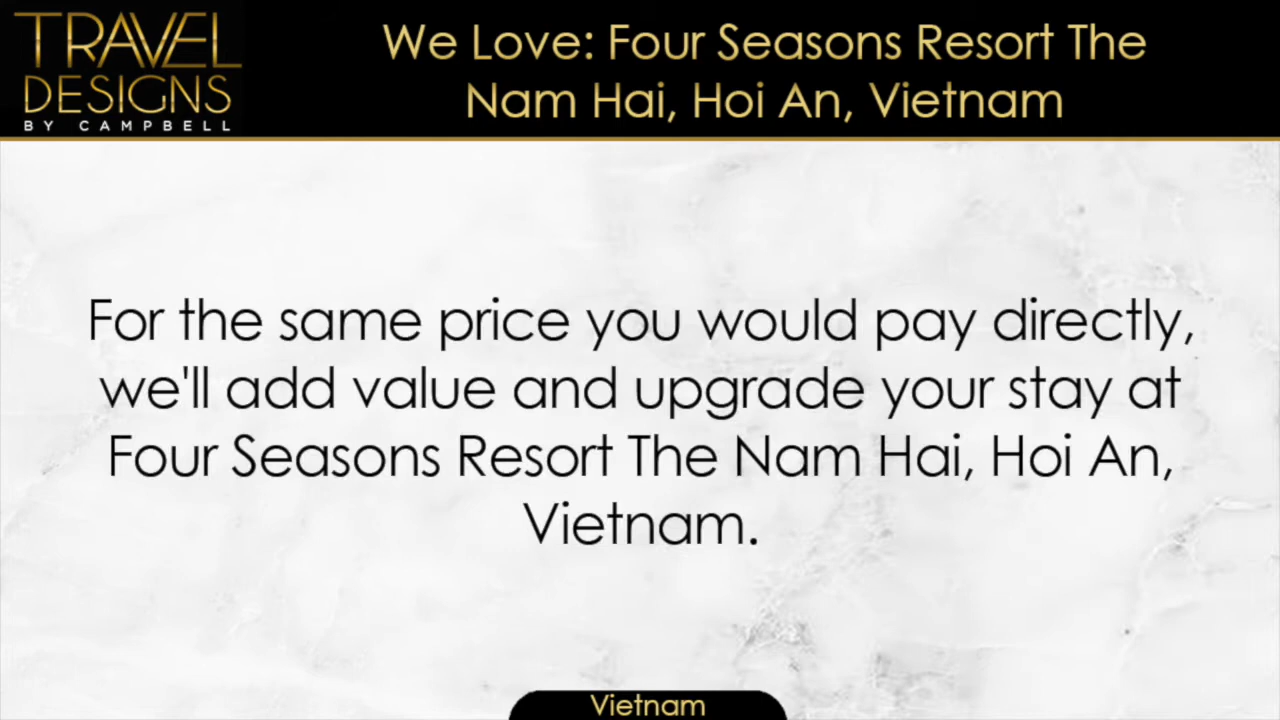 TRAVEL
DESIGNS
BY CAMPBELL
We Love: Four Seasons Resort The
Nam Hai, Hoi An, Vietnam
For the same price you would pay directly,
we'll add value and upgrade your stay at
Four Seasons Resort The Nam Hai, Hoi An,
Vietnam.
Vietnam